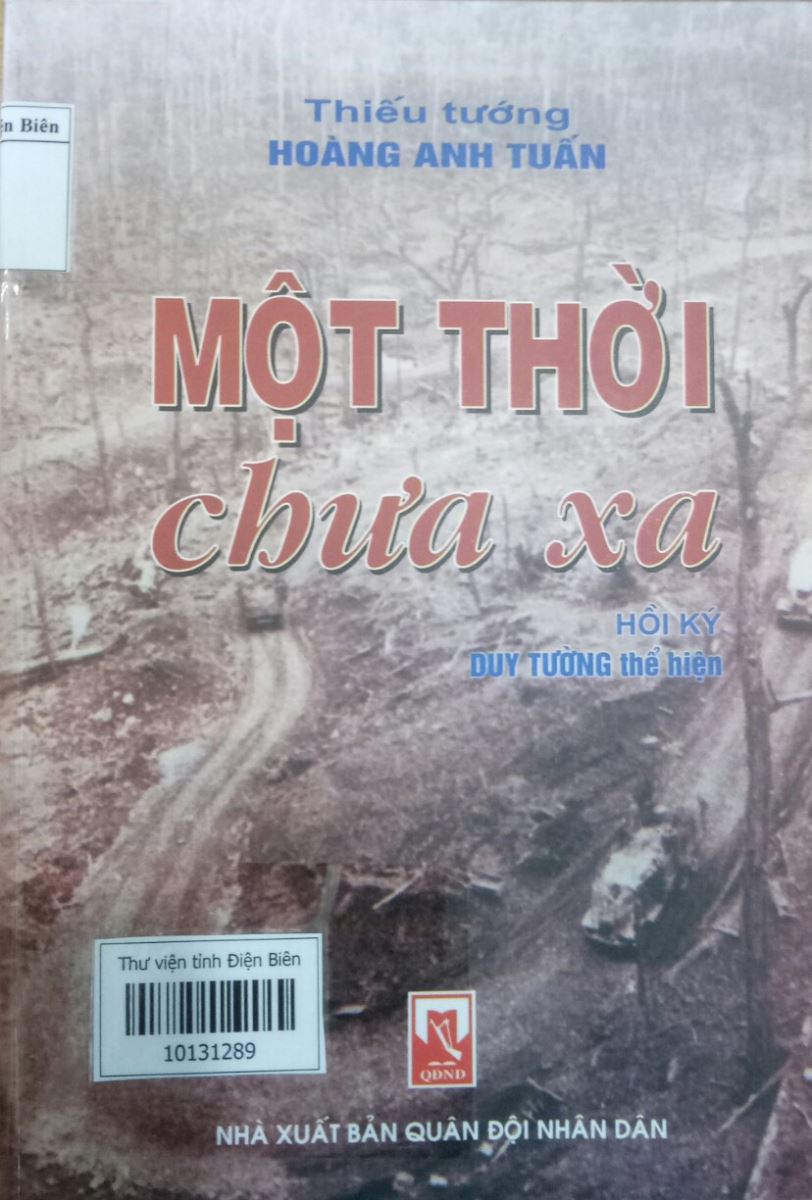 Thiếu tướng
HOÀNG ANH TUẤN
Biên
MỘT THỜI
chưa xa
HỒI KÝ
DUY TƯỜNG thể hiện
Thư viện tỉnh Điện Biên
10131289
QĐND
NHÀ XUẤT BẢN QUÂN ĐỘI NHÂN DÂN